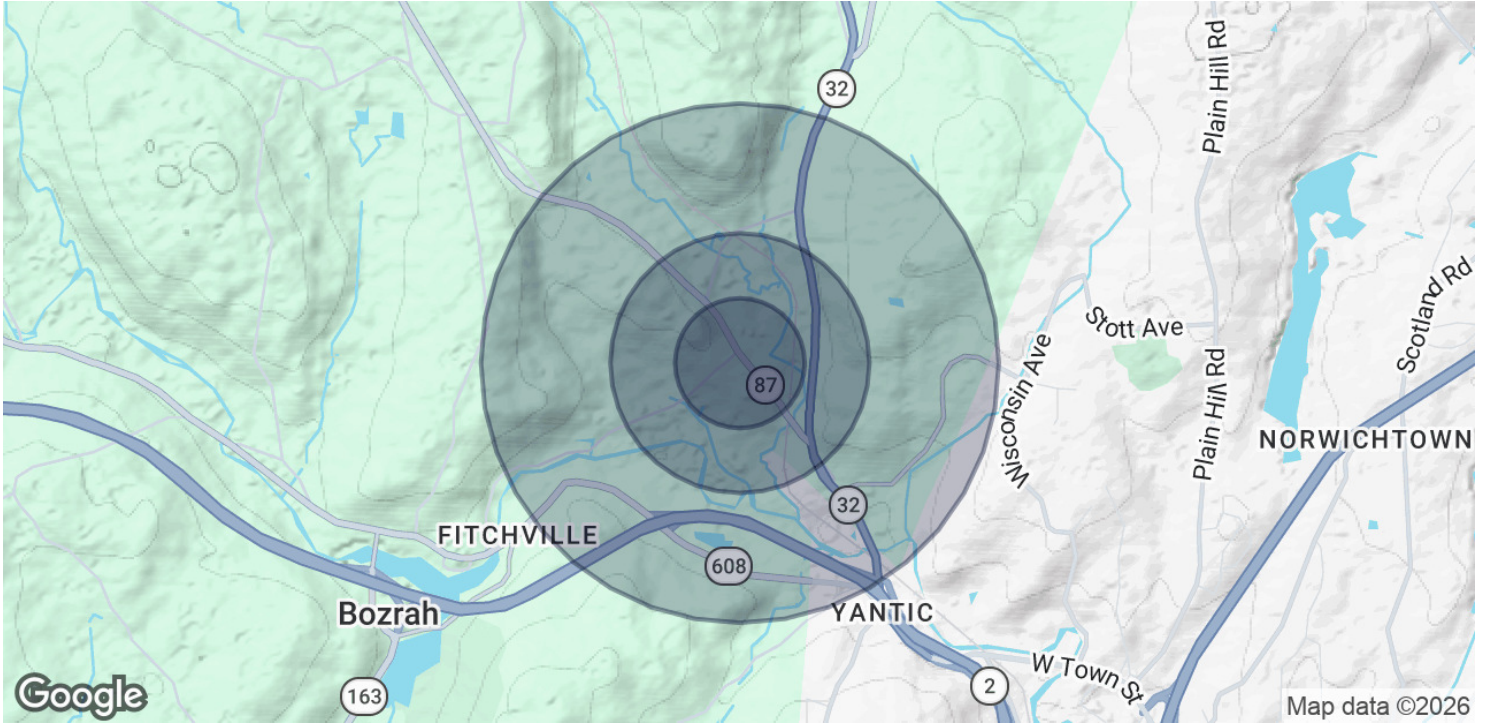 32
Plain Hill Rd
Stott Ave
Scotland Rd
Wisconsin Ave
87
Plain Hill Rd
NORWICHTOWN
32
FITCHVILLE
608
Bozrah
YANTIC
W Town St
163
2
Google
Map data ©2026